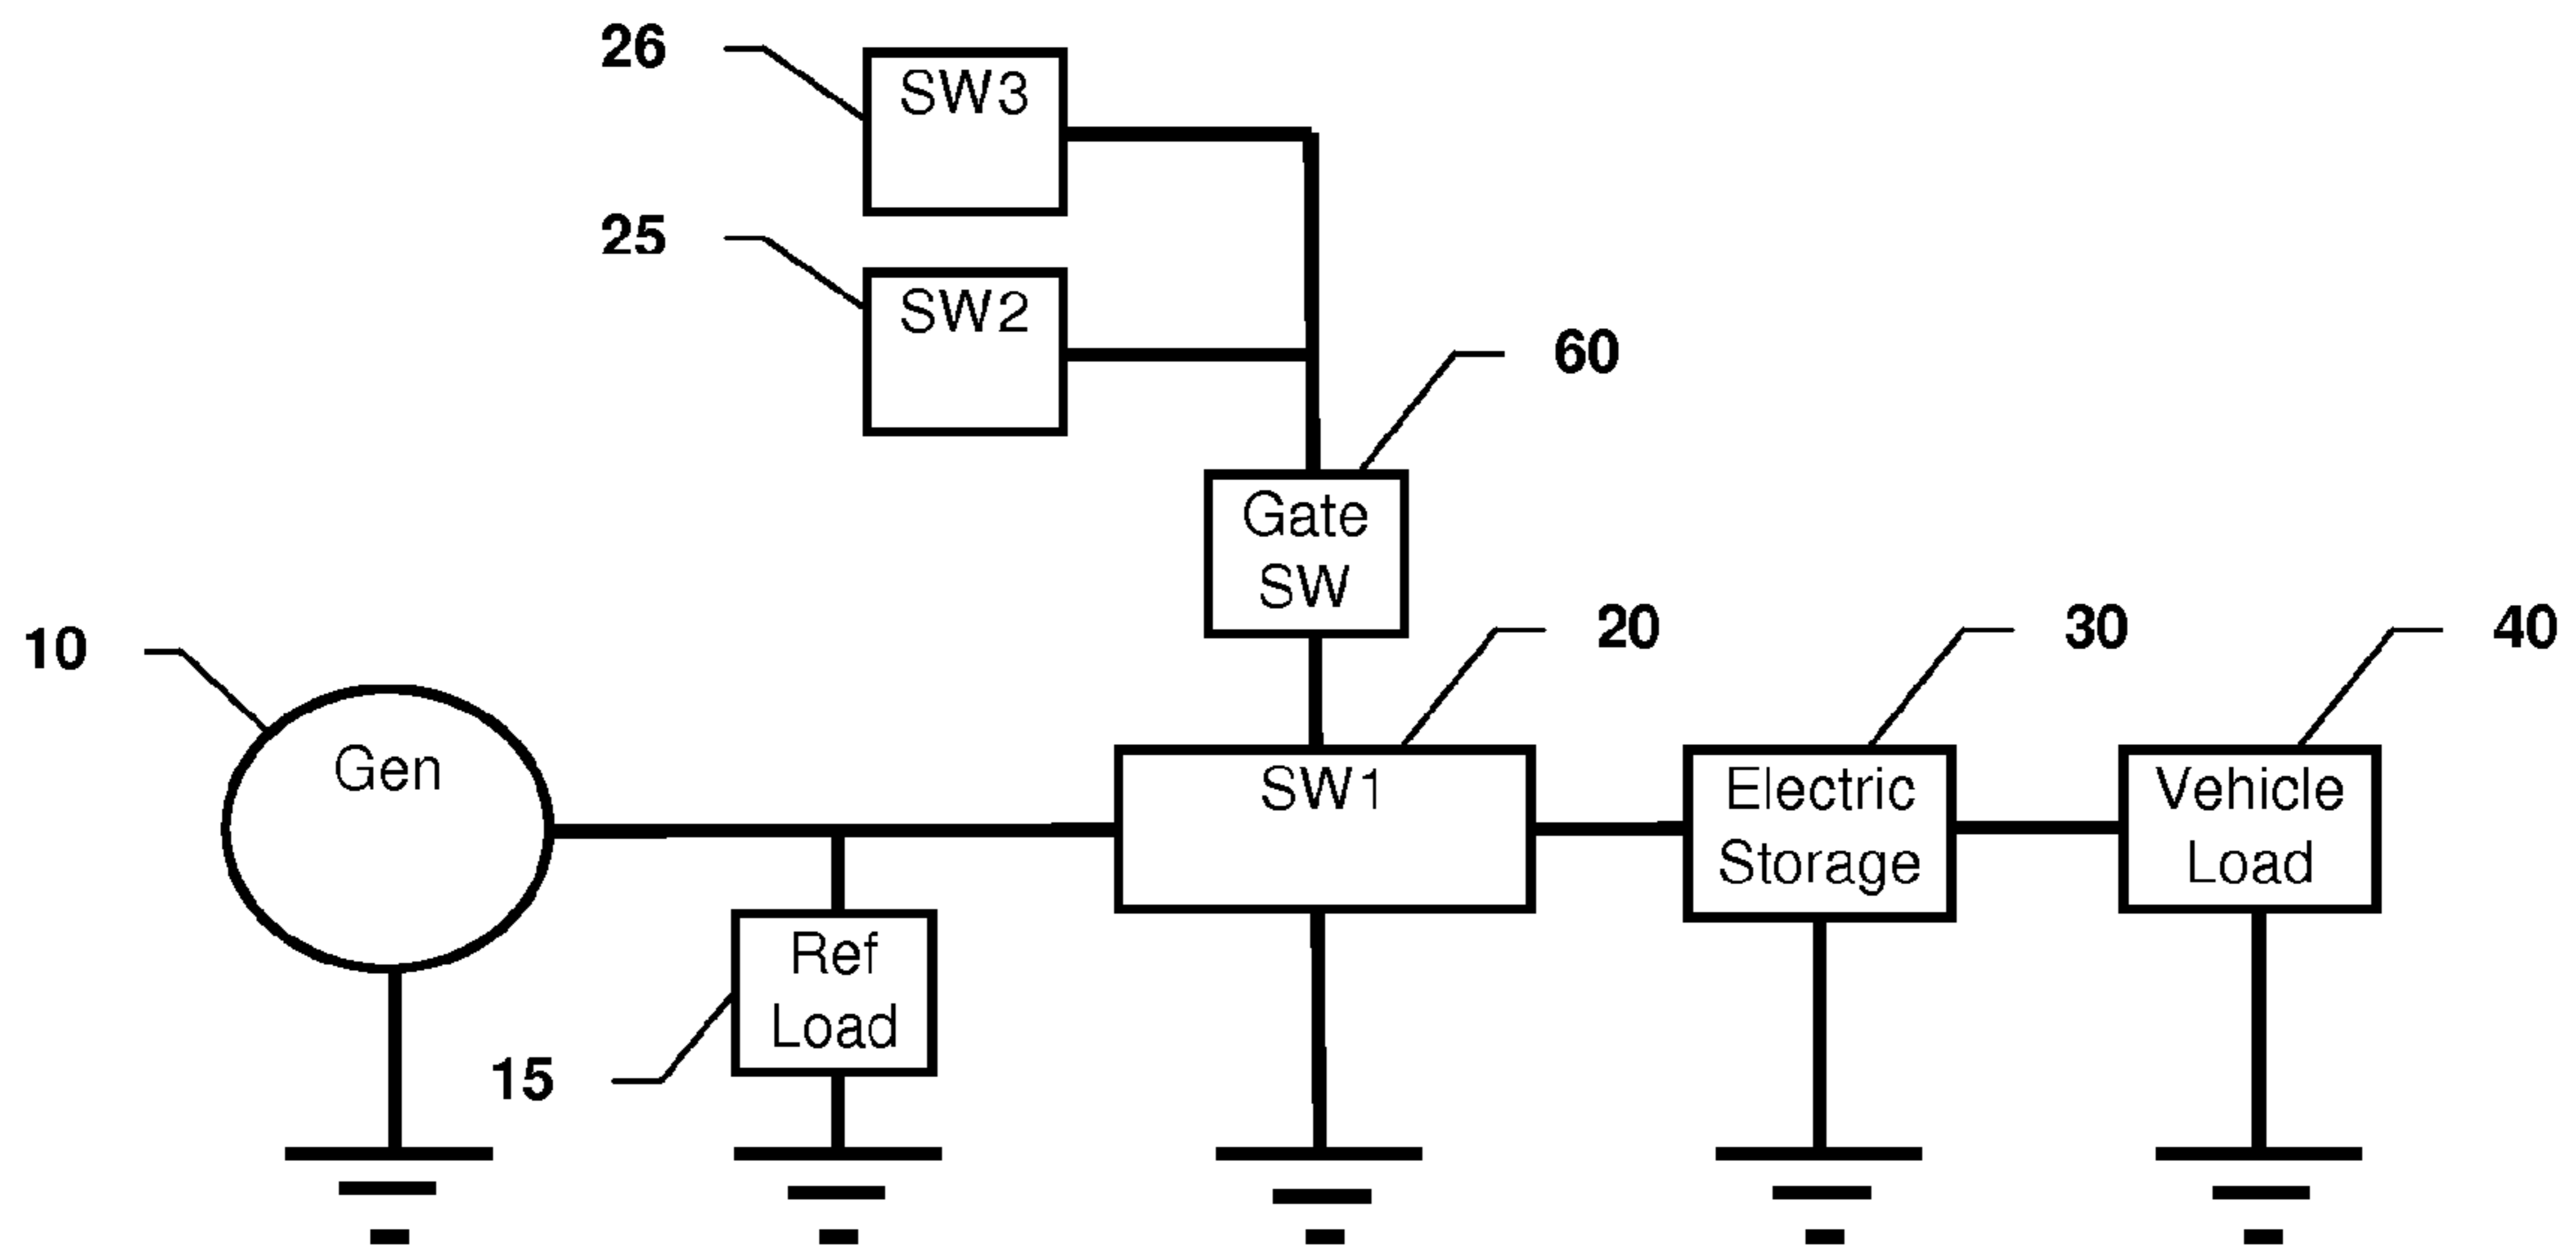 26
SW3
25
SW2
60
Gate
SW
10
20
30
40
Gen
SW1
Electric
Storage
Vehicle
Load
Ref
Load
15